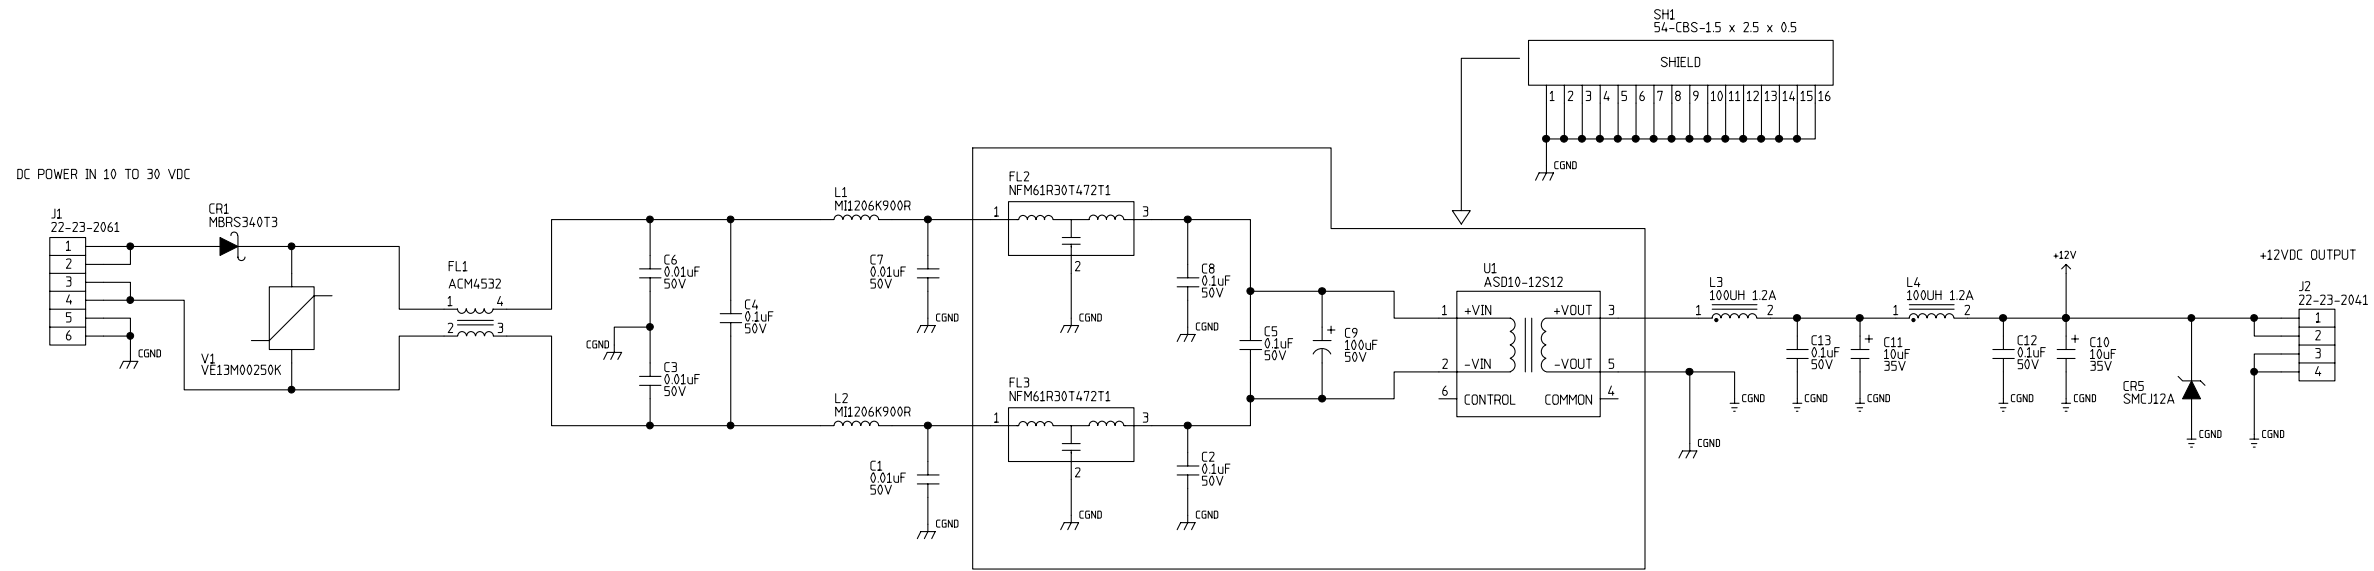 SH1
54-CBS-1.5 x 2.5 x 0.5
SHIELD
1 2 3 4 5 6 7 8 9 10 11 12 13 14 15 16
CGND
DC POWER IN 10 TO 30 VDC
J1
22-23-2061
1
2
3
4
5
6
CGND
CR1
MBRS340T3
V1
VE13M00250K
FL1
ACM4532
1 4
2 3
C6
0.01uF
50V
CGND
C3
0.01uF
50V
C4
0.1uF
50V
L1
MI1206K900R
C7
0.01uF
50V
CGND
L2
MI1206K900R
C1
0.01uF
50V
CGND
FL2
NFM61R30T472T1
1 3
2
CGND
C8
0.1uF
50V
CGND
FL3
NFM61R30T472T1
1 3
2
CGND
C2
0.1uF
50V
CGND
C5
0.1uF
50V
+
C9
100uF
50V
U1
ASD10-12S12
1 +VIN +VOUT 3
2 -VIN -VOUT 5
6 CONTROL COMMON 4
CGND
CGND
L3
100UH 1.2A
1 2
C13
0.1uF
50V
CGND
+
C11
10uF
35V
CGND
L4
100UH 1.2A
1 2
C12
0.1uF
50V
CGND
+12V
+
C10
10uF
35V
CGND
CR5
SMCJ12A
CGND
+12VDC OUTPUT
J2
22-23-2041
1
2
3
4
CGND